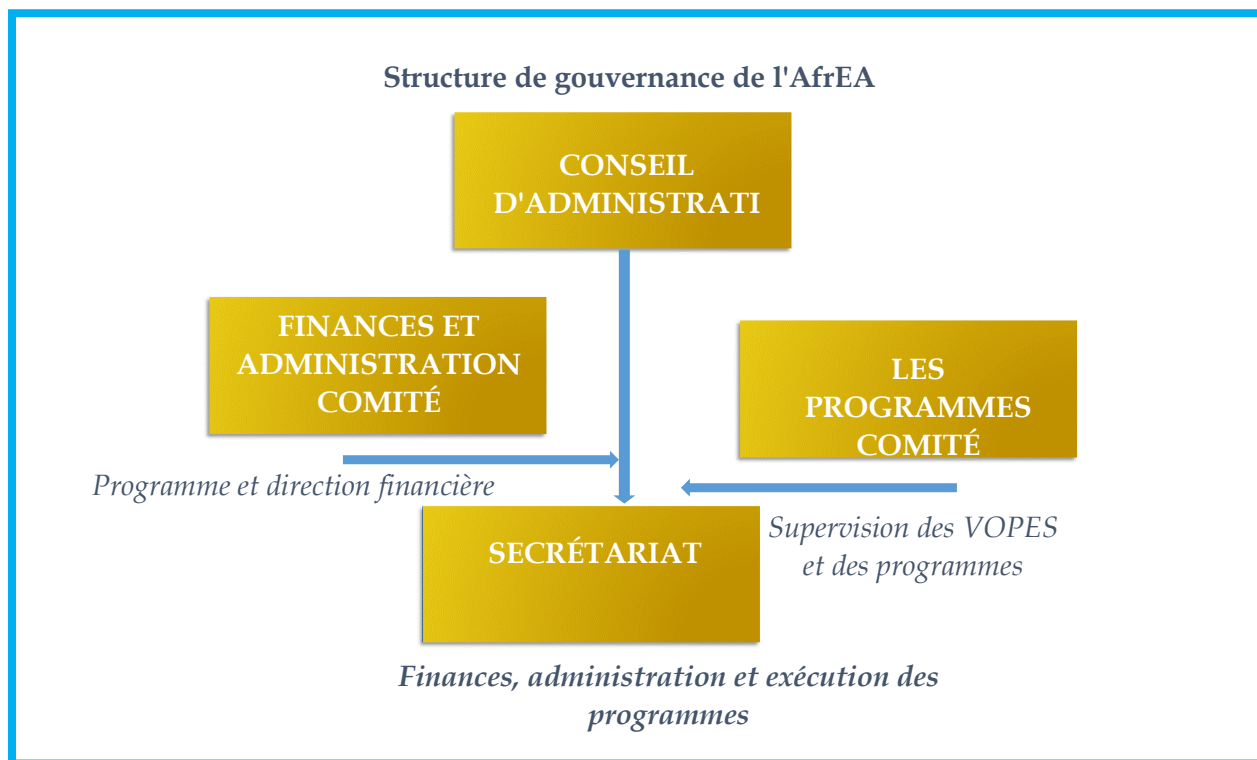 Structure de gouvernance de l'AfrEA
CONSEIL
D'ADMINISTRATI
FINANCES ET
ADMINISTRATION
COMITÉ
LES
PROGRAMMES
COMITÉ
Programme et direction financière
Supervision des VOPES
et des programmes
SECRÉTARIAT
Finances, administration et exécution des
programmes